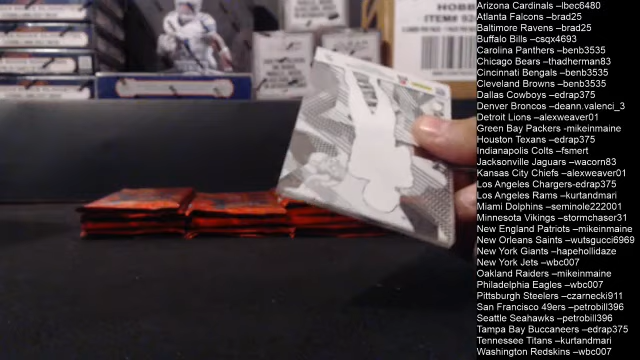 HOBB
ITEM# 92
Arizona Cardinals –lbec6480
Atlanta Falcons –brad25
Baltimore Ravens –brad25
Buffalo Bills –csqx4693
Carolina Panthers –benb3535
Chicago Bears –thadherman83
Cincinnati Bengals –benb3535
Cleveland Browns –benb3535
Dallas Cowboys –edrap375
Denver Broncos –deann.valenci_3
Detroit Lions –alexweaver01
Green Bay Packers -mikeinmaine
Houston Texans –edrap375
Indianapolis Colts –fsmert
Jacksonville Jaguars –wacorn83
Kansas City Chiefs –alexweaver01
Los Angeles Chargers-edrap375
Los Angeles Rams –kurtandmari
Miami Dolphins –seminole222001
Minnesota Vikings –stormchaser31
New England Patriots –mikeinmaine
New Orleans Saints –wutsgucci6969
New York Giants –hapehollidaze
New York Jets –wbc007
Oakland Raiders –mikeinmaine
Philadelphia Eagles –wbc007
Pittsburgh Steelers –czarnecki911
San Francisco 49ers –petrobill396
Seattle Seahawks –petrobill396
Tampa Bay Buccaneers –edrap375
Tennessee Titans –kurtandmari
Washington Redskins –wbc007